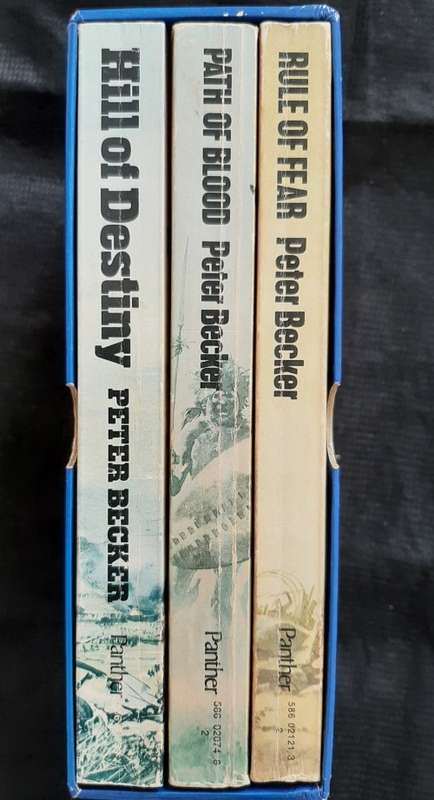 Hill of Destiny PETER BECKER
Panther
PATH OF BLOOD Peter Becker
Panther 586 02074 8
2
RULE OF FEAR Peter Becker
Panther 586 02121 3
2